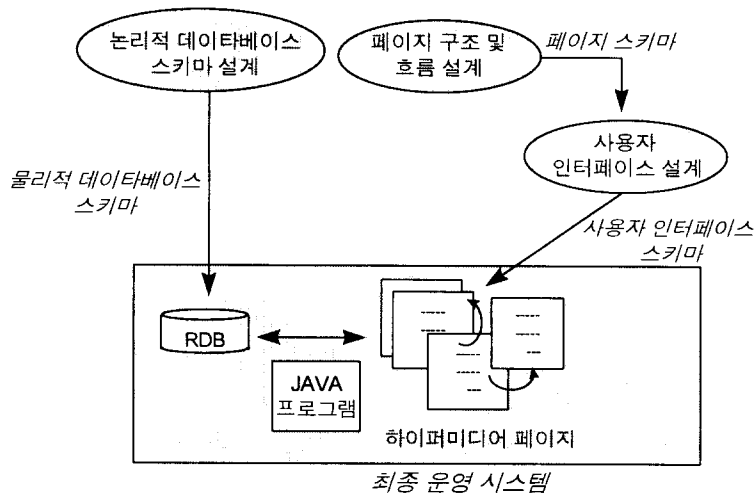 논리적 데이타베이스
스키마 설계
페이지 구조 및
흐름 설계
페이지 스키마
사용자
인터페이스 설계
물리적 데이타베이스
스키마
사용자 인터페이스
스키마
RDB
JAVA
프로그램
하이퍼미디어 페이지
최종 운영 시스템